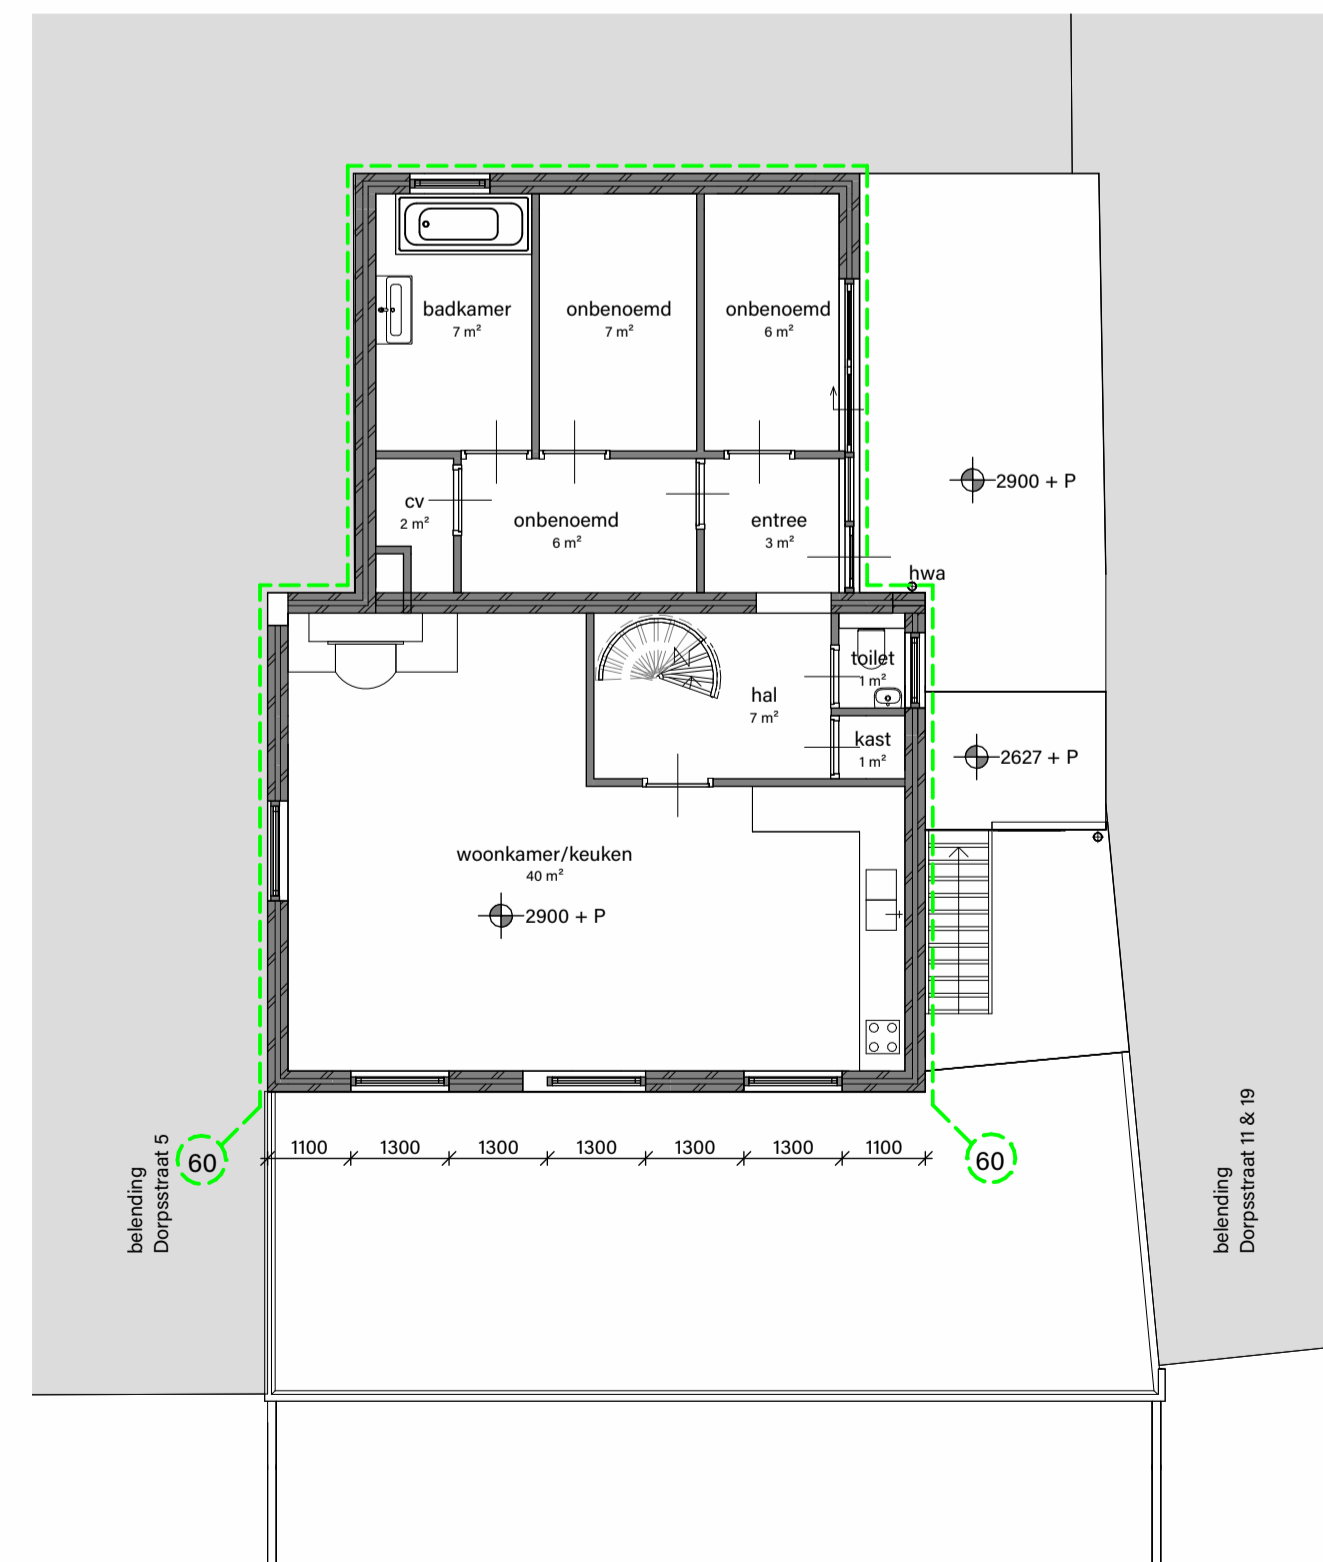 badkamer
7 m²
onbenoemd
7 m²
onbenoemd
6 m²
2900 + P
cv
2 m²
onbenoemd
6 m²
entree
3 m²
hwa
toilet
1 m²
hal
7 m²
kast
1 m²
2627 + P
woonkamer/keuken
40 m²
2900 + P
1100 1300 1300 1300 1300 1300 1100
60
60
belending
Dorpsstraat 5
belending
Dorpsstraat 11 & 19